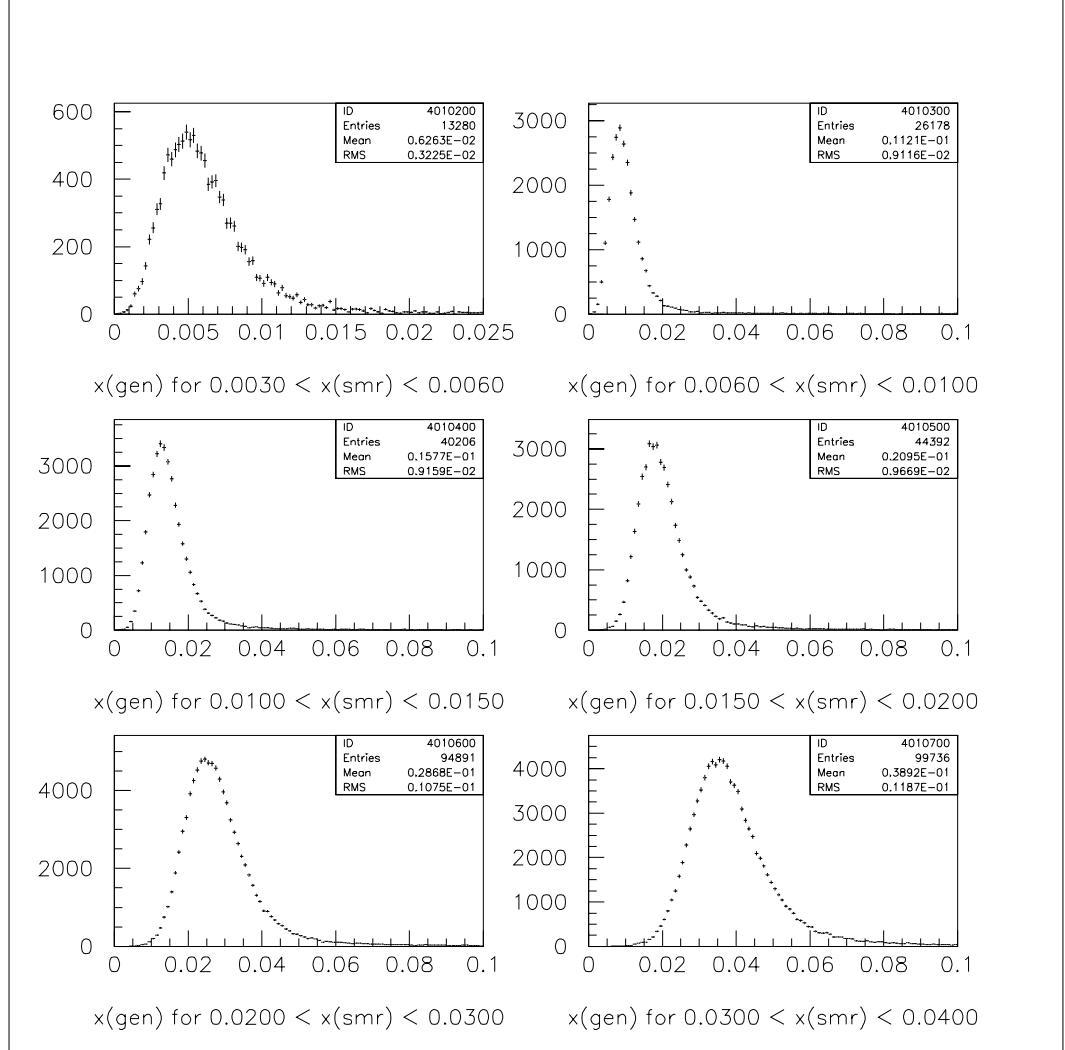 ID 4010200
Entries 13280
Mean 0.6263E-02
RMS 0.3225E-02
600
400
200
0
0 0.005 0.01 0.015 0.02 0.025
x(gen) for 0.0030 < x(smr) < 0.0060
ID 4010300
Entries 26178
Mean 0.1121E-01
RMS 0.9116E-02
3000
2000
1000
0
0 0.02 0.04 0.06 0.08 0.1
x(gen) for 0.0060 < x(smr) < 0.0100
ID 4010400
Entries 40206
Mean 0.1577E-01
RMS 0.9159E-02
3000
2000
1000
0
0 0.02 0.04 0.06 0.08 0.1
x(gen) for 0.0100 < x(smr) < 0.0150
ID 4010500
Entries 44392
Mean 0.2095E-01
RMS 0.9669E-02
3000
2000
1000
0
0 0.02 0.04 0.06 0.08 0.1
x(gen) for 0.0150 < x(smr) < 0.0200
ID 4010600
Entries 94891
Mean 0.2868E-01
RMS 0.1075E-01
4000
2000
0
0 0.02 0.04 0.06 0.08 0.1
x(gen) for 0.0200 < x(smr) < 0.0300
ID 4010700
Entries 99736
Mean 0.3892E-01
RMS 0.1187E-01
4000
3000
2000
1000
0
0 0.02 0.04 0.06 0.08 0.1
x(gen) for 0.0300 < x(smr) < 0.0400